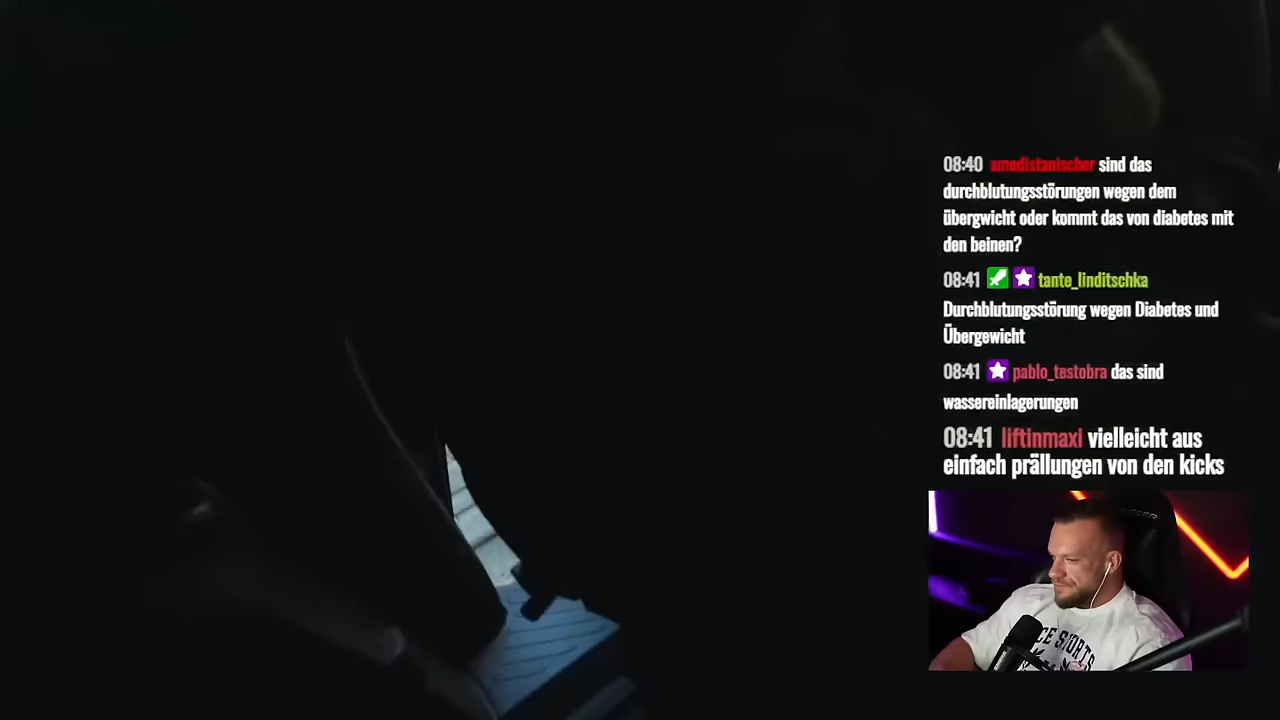 08:40 amedistanischer sind das
durchblutungsstörungen wegen dem
übergwicht oder kommt das von diabetes mit
den beinen?
08:41 tante_linditschka
Durchblutungsstörung wegen Diabetes und
Übergewicht
08:41 pablo_testobra das sind
wassereinlagerungen
08:41 liftinmaxi vielleicht aus
einfach prällungen von den kicks